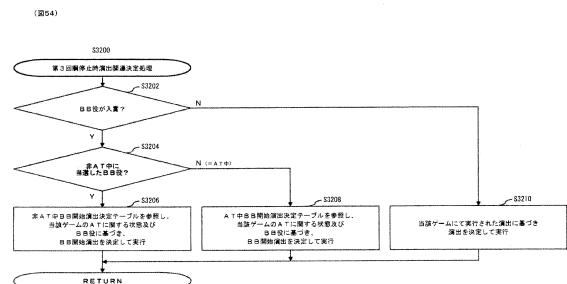 (図54)
S3200
第3回胴停止時演出関連決定処理
S3202
BB役が入賞?
N
Y
S3204
非AT中に
当選したBB役?
N (=AT中)
Y
S3206
非AT中BB開始演出決定テーブルを参照し、
当該ゲームのATに関する状態及び
BB役に基づき、
BB開始演出を決定して実行
S3208
AT中BB開始演出決定テーブルを参照し、
当該ゲームのATに関する状態及び
BB役に基づき、
BB開始演出を決定して実行
S3210
当該ゲームにて実行された演出に基づき
演出を決定して実行
RETURN